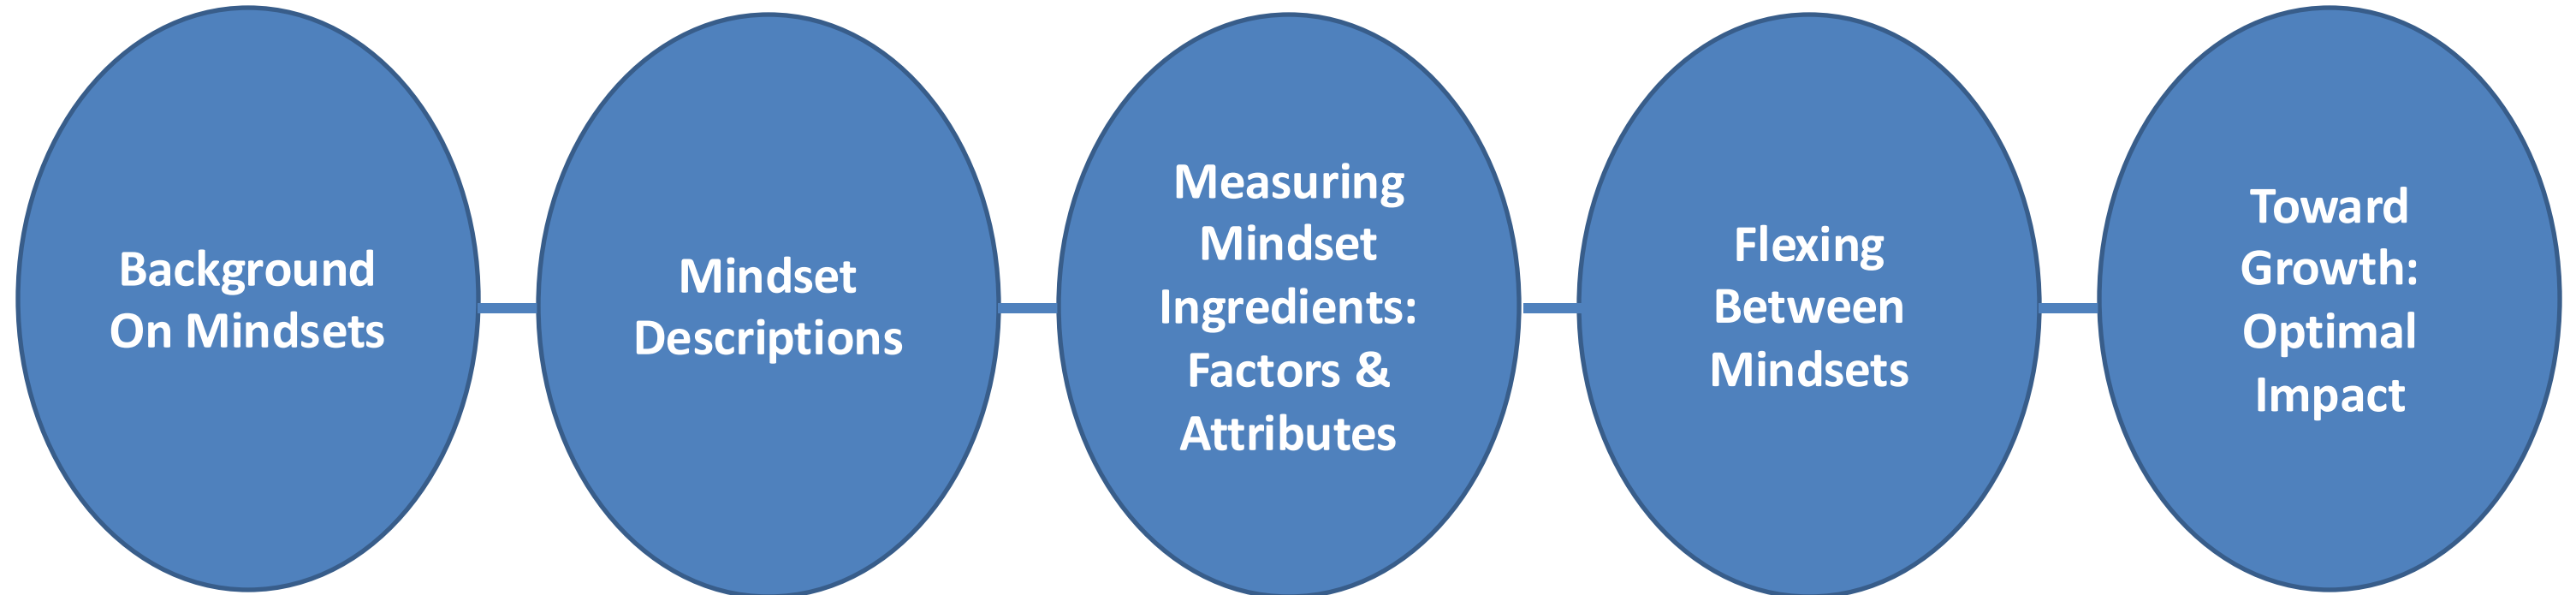 Background
On Mindsets
Mindset
Descriptions
Measuring
Mindset
Ingredients:
Factors &
Attributes
Flexing
Between
Mindsets
Toward
Growth:
Optimal
Impact